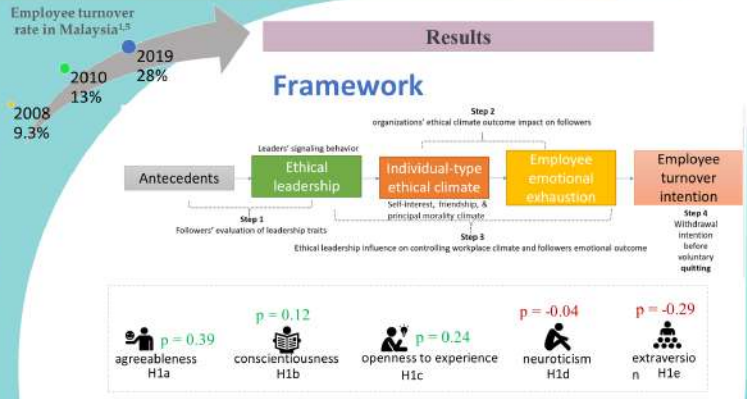 Employee turnover
rate in Malaysia1,5
2019
28%
2010
13%
2008
9.3%
Results
Framework
Step 2
organizations' ethical climate outcome impact on followers
Leaders' signaling behavior
Antecedents
Ethical
leadership
Individual-type
ethical climate
Employee
emotional
exhaustion
Employee
turnover
intention
Self-Interest, friendship, &
principal morality climate
Step 1
Followers' evaluation of leadership traits
Step 3
Ethical leadership influence on controlling workplace climate and followers emotional outcome
Step 4
Withdrawal
intention
before
voluntary
quitting
p = 0.39
agreeableness
H1a
p = 0.12
conscientiousness
H1b
p = 0.24
openness to experience
H1c
p = -0.04
neuroticism
H1d
p = -0.29
extraversio
n H1e